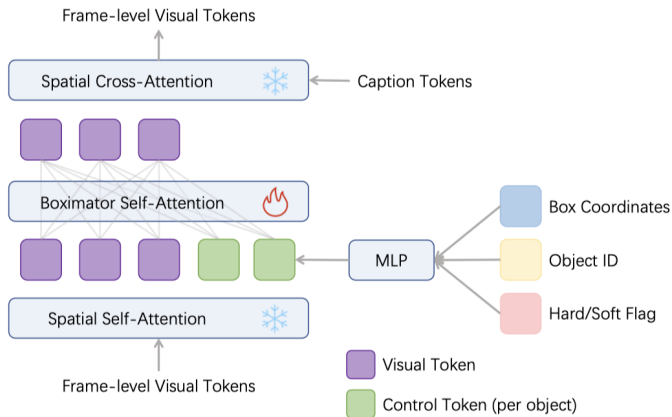 Frame-level Visual Tokens
Spatial Cross-Attention
Caption Tokens
Boximator Self-Attention
Box Coordinates
MLP
Object ID
Hard/Soft Flag
Spatial Self-Attention
Frame-level Visual Tokens
Visual Token
Control Token (per object)